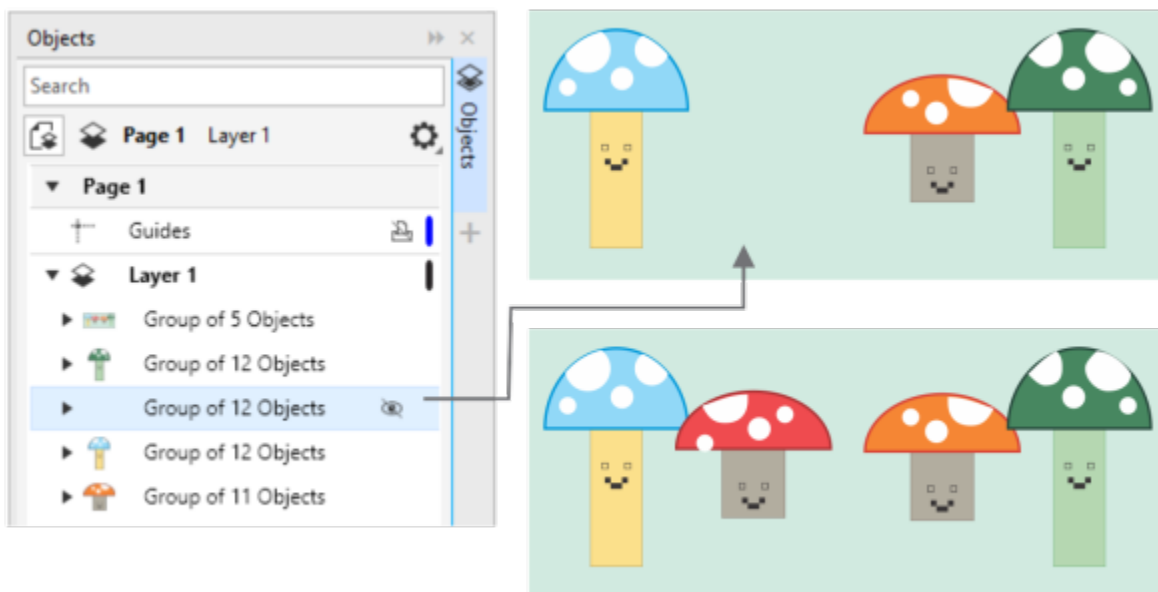 Objects
Search
Objects
Page 1 Layer 1
Page 1
Guides
Layer 1
Group of 5 Objects
Group of 12 Objects
Group of 12 Objects
Group of 12 Objects
Group of 11 Objects